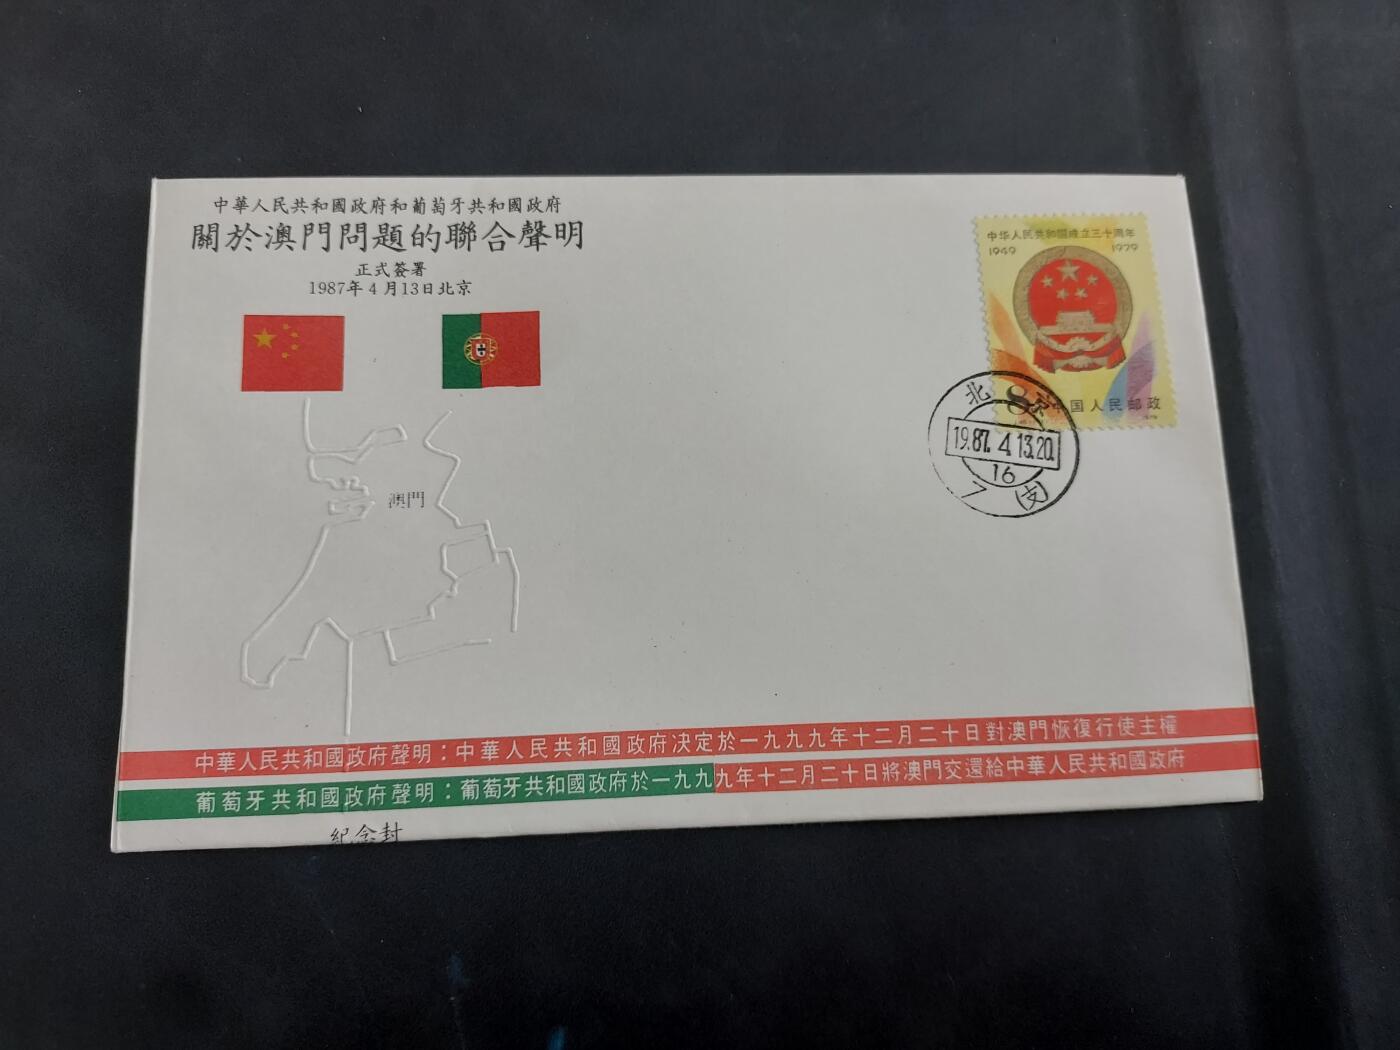 中華人民共和國政府和葡萄牙共和國政府
關於澳門問題的聯合聲明
正式簽署
1987年4月13日北京
中华人民共和国成立三十周年
1949 1979
8
中国人民邮政
1979
北京
19.87.4.13.20.
16
7 (支)
澳門
中華人民共和國政府聲明：中華人民共和國政府決定於一九九九年十二月二十日對澳門恢復行使主權
葡萄牙共和國政府聲明：葡萄牙共和國政府於一九九九年十二月二十日將澳門交還給中華人民共和國政府
紀念封